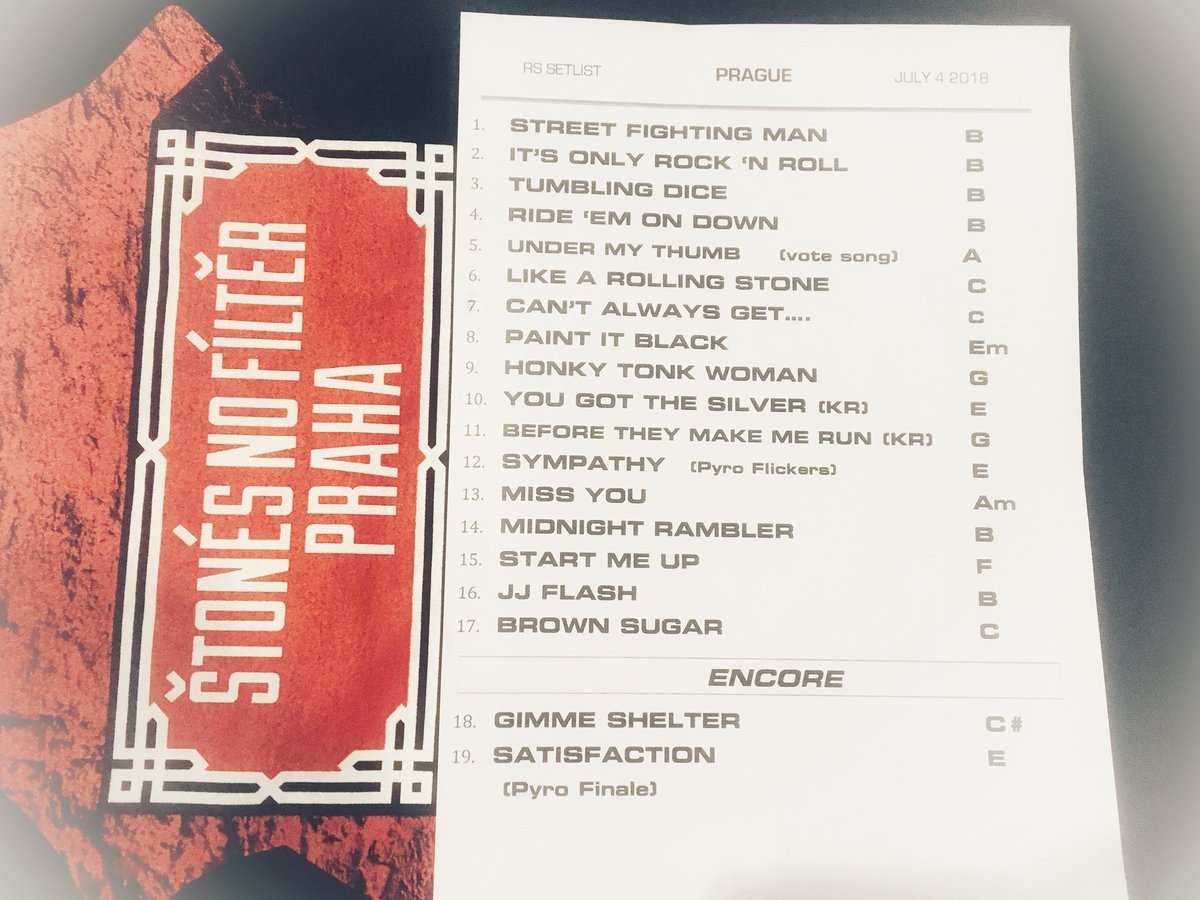 ŠTONÉS NO FÍLTĚŘ
PRAHA
RS SETLIST PRAGUE JULY 4 2018
1. STREET FIGHTING MAN B
2. IT'S ONLY ROCK 'N ROLL B
3. TUMBLING DICE B
4. RIDE 'EM ON DOWN B
5. UNDER MY THUMB (vote song) A
6. LIKE A ROLLING STONE C
7. CAN'T ALWAYS GET.... C
8. PAINT IT BLACK Em
9. HONKY TONK WOMAN G
10. YOU GOT THE SILVER (KR) E
11. BEFORE THEY MAKE ME RUN (KR) G
12. SYMPATHY (Pyro Flickers) E
13. MISS YOU Am
14. MIDNIGHT RAMBLER B
15. START ME UP F
16. JJ FLASH B
17. BROWN SUGAR C
ENCORE
18. GIMME SHELTER C#
19. SATISFACTION E
(Pyro Finale)